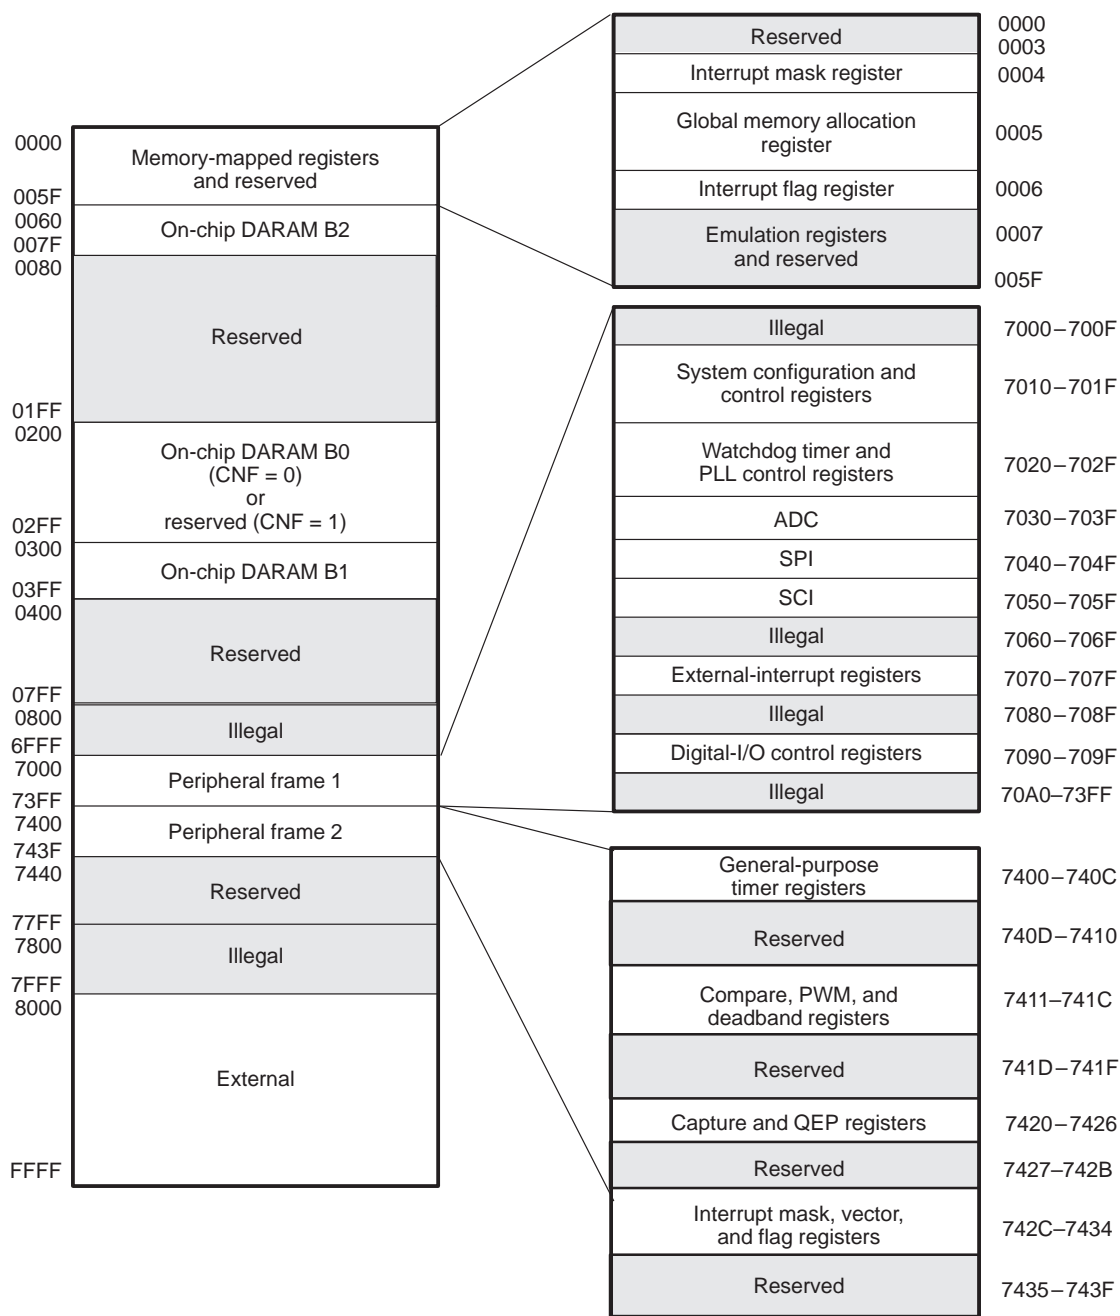 0000
Memory-mapped registers
and reserved
005F
0060
On-chip DARAM B2
007F
0080
Reserved
01FF
0200
On-chip DARAM B0
(CNF = 0)
or
reserved (CNF = 1)
02FF
0300
On-chip DARAM B1
03FF
0400
Reserved
07FF
0800
Illegal
6FFF
7000
Peripheral frame 1
73FF
7400
Peripheral frame 2
743F
7440
Reserved
77FF
7800
Illegal
7FFF
8000
External
FFFF
Reserved
0000
0003
Interrupt mask register
0004
Global memory allocation
register
0005
Interrupt flag register
0006
Emulation registers
and reserved
0007
005F
Illegal
7000–700F
System configuration and
control registers
7010–701F
Watchdog timer and
PLL control registers
7020–702F
ADC
7030–703F
SPI
7040–704F
SCI
7050–705F
Illegal
7060–706F
External-interrupt registers
7070–707F
Illegal
7080–708F
Digital-I/O control registers
7090–709F
Illegal
70A0–73FF
General-purpose
timer registers
7400–740C
Reserved
740D–7410
Compare, PWM, and
deadband registers
7411–741C
Reserved
741D–741F
Capture and QEP registers
7420–7426
Reserved
7427–742B
Interrupt mask, vector,
and flag registers
742C–7434
Reserved
7435–743F